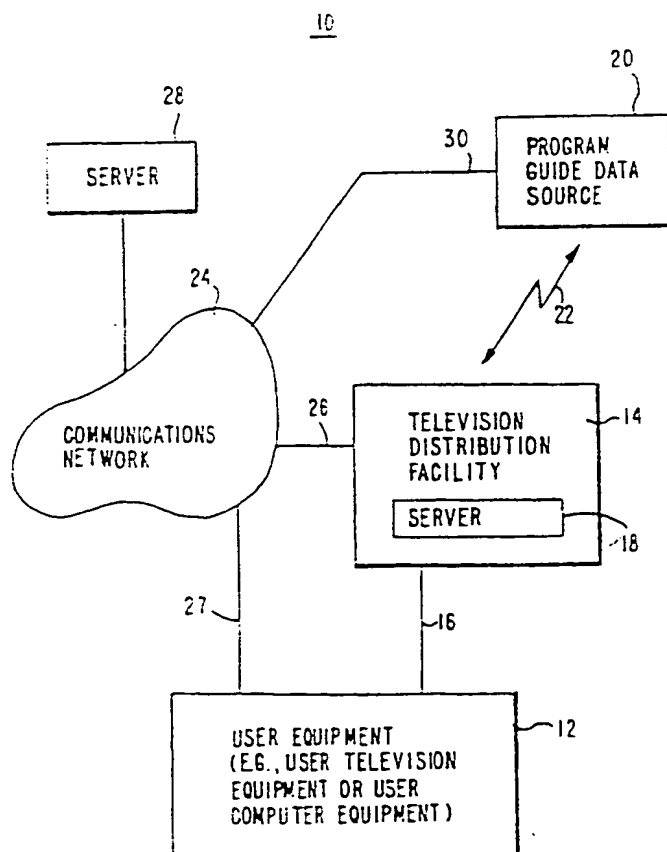 10
20
28
SERVER
30
PROGRAM
GUIDE DATA
SOURCE
24
22
COMMUNICATIONS
NETWORK
26
TELEVISION
DISTRIBUTION
FACILITY
14
SERVER
18
27
16
USER EQUIPMENT
(E.G., USER TELEVISION
EQUIPMENT OR USER
COMPUTER EQUIPMENT)
12